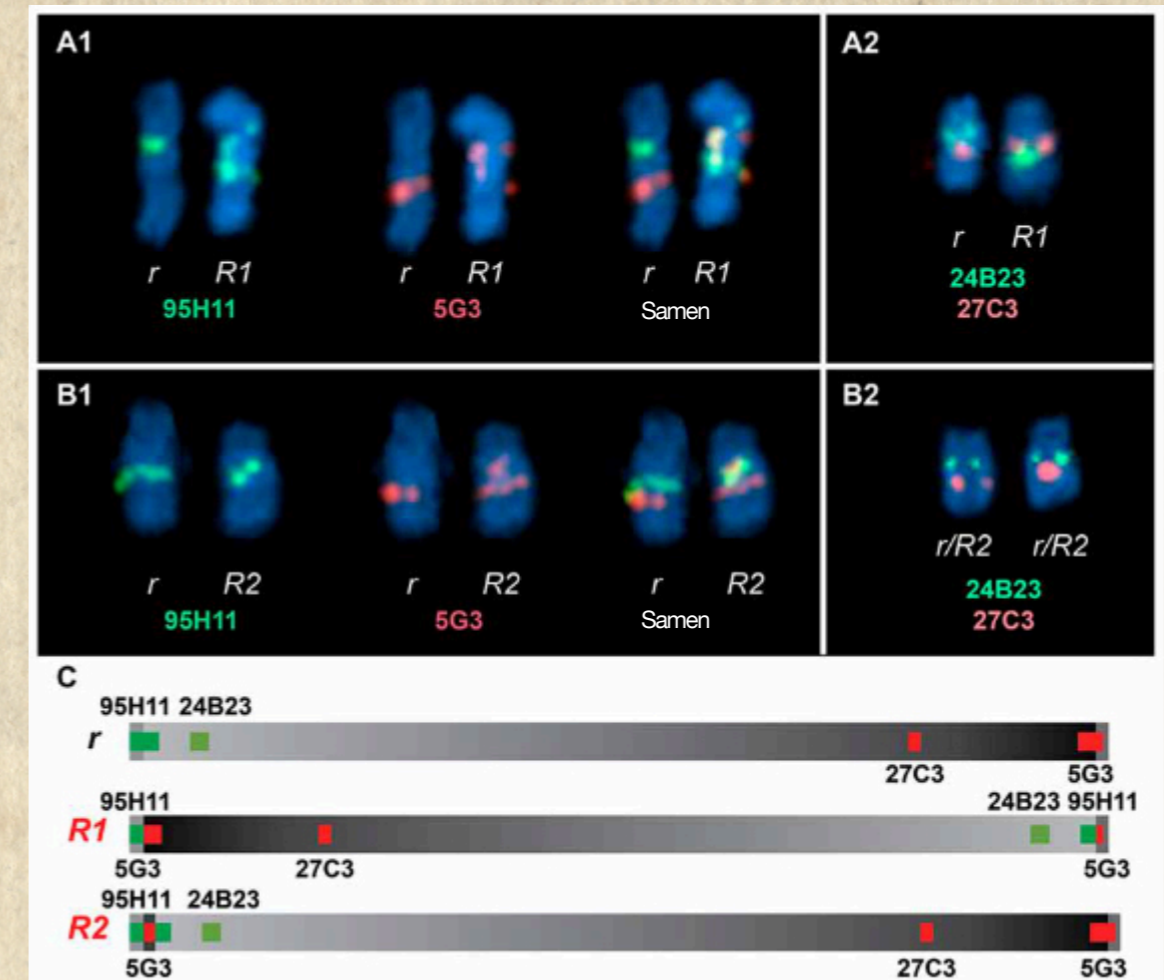 A1
r R1 r R1 r R1
95H11 5G3 Samen
A2
r R1
24B23
27C3
B1
r R2 r R2 r R2
95H11 5G3 Samen
B2
r/R2 r/R2
24B23
27C3
C
95H11 24B23
r
27C3 5G3
95H11 24B23 95H11
R1
5G3 27C3 5G3
95H11 24B23
R2
5G3 27C3 5G3